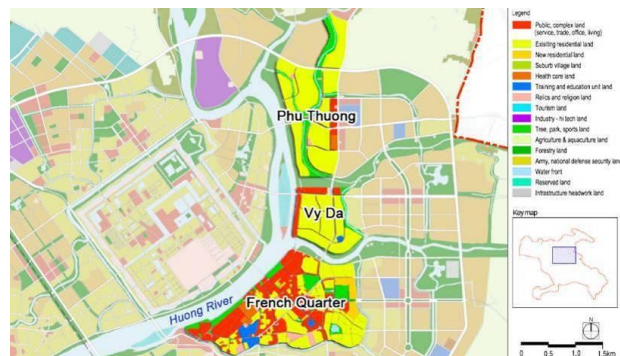 Legend
Public, complex land
(service, trade, office, living)
Exisiting residential land
New residential land
Suburb village land
Health care land
Training and education unit land
Relics and religion land
Tourism land
Industry - hi tech land
Tree, park, sports land
Agriculture & aquaculture land
Forestry land
Army, national defense security land
Water front
Reserved land
Infrastructure headwork land
Key map
N
0 0.5 1.0 1.5km
Phu Thuong
Vy Da
French Quarter
Huong River